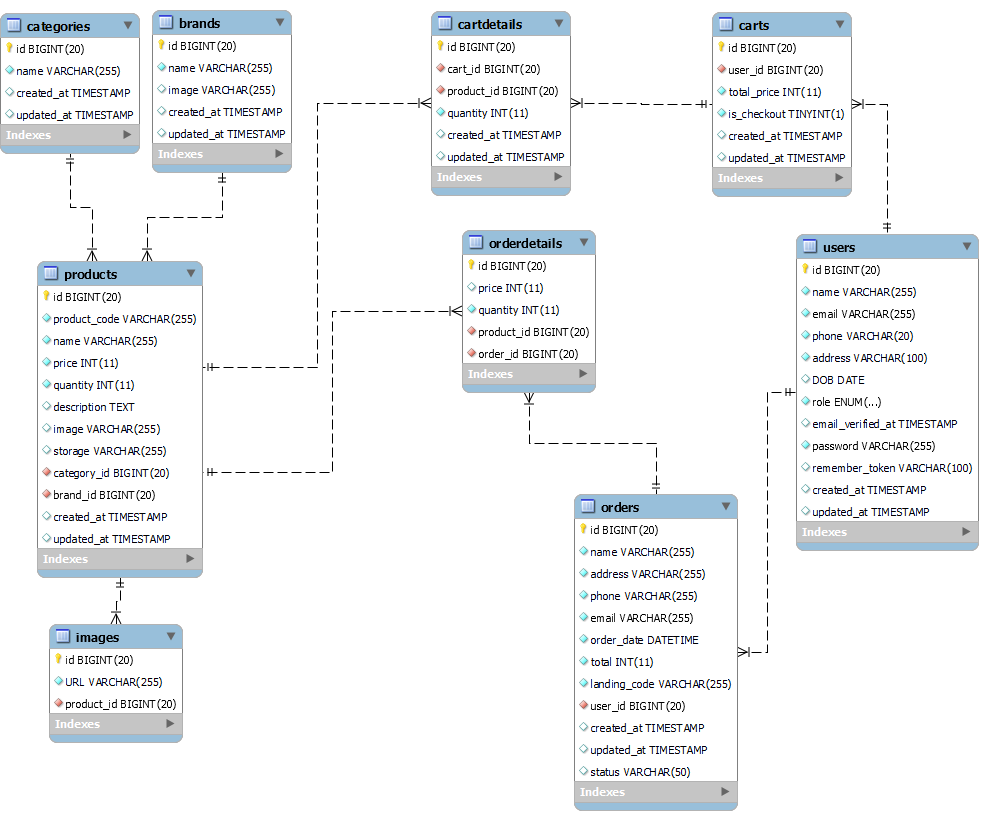 categories
id BIGINT(20)
name VARCHAR(255)
created_at TIMESTAMP
updated_at TIMESTAMP
Indexes
brands
id BIGINT(20)
name VARCHAR(255)
image VARCHAR(255)
created_at TIMESTAMP
updated_at TIMESTAMP
Indexes
cartdetails
id BIGINT(20)
cart_id BIGINT(20)
product_id BIGINT(20)
quantity INT(11)
created_at TIMESTAMP
updated_at TIMESTAMP
Indexes
carts
id BIGINT(20)
user_id BIGINT(20)
total_price INT(11)
is_checkout TINYINT(1)
created_at TIMESTAMP
updated_at TIMESTAMP
Indexes
products
id BIGINT(20)
product_code VARCHAR(255)
name VARCHAR(255)
price INT(11)
quantity INT(11)
description TEXT
image VARCHAR(255)
storage VARCHAR(255)
category_id BIGINT(20)
brand_id BIGINT(20)
created_at TIMESTAMP
updated_at TIMESTAMP
Indexes
orderdetails
id BIGINT(20)
price INT(11)
quantity INT(11)
product_id BIGINT(20)
order_id BIGINT(20)
Indexes
users
id BIGINT(20)
name VARCHAR(255)
email VARCHAR(255)
phone VARCHAR(20)
address VARCHAR(100)
DOB DATE
role ENUM(...)
email_verified_at TIMESTAMP
password VARCHAR(255)
remember_token VARCHAR(100)
created_at TIMESTAMP
updated_at TIMESTAMP
Indexes
images
id BIGINT(20)
URL VARCHAR(255)
product_id BIGINT(20)
Indexes
orders
id BIGINT(20)
name VARCHAR(255)
address VARCHAR(255)
phone VARCHAR(255)
email VARCHAR(255)
order_date DATETIME
total INT(11)
landing_code VARCHAR(255)
user_id BIGINT(20)
created_at TIMESTAMP
updated_at TIMESTAMP
status VARCHAR(50)
Indexes